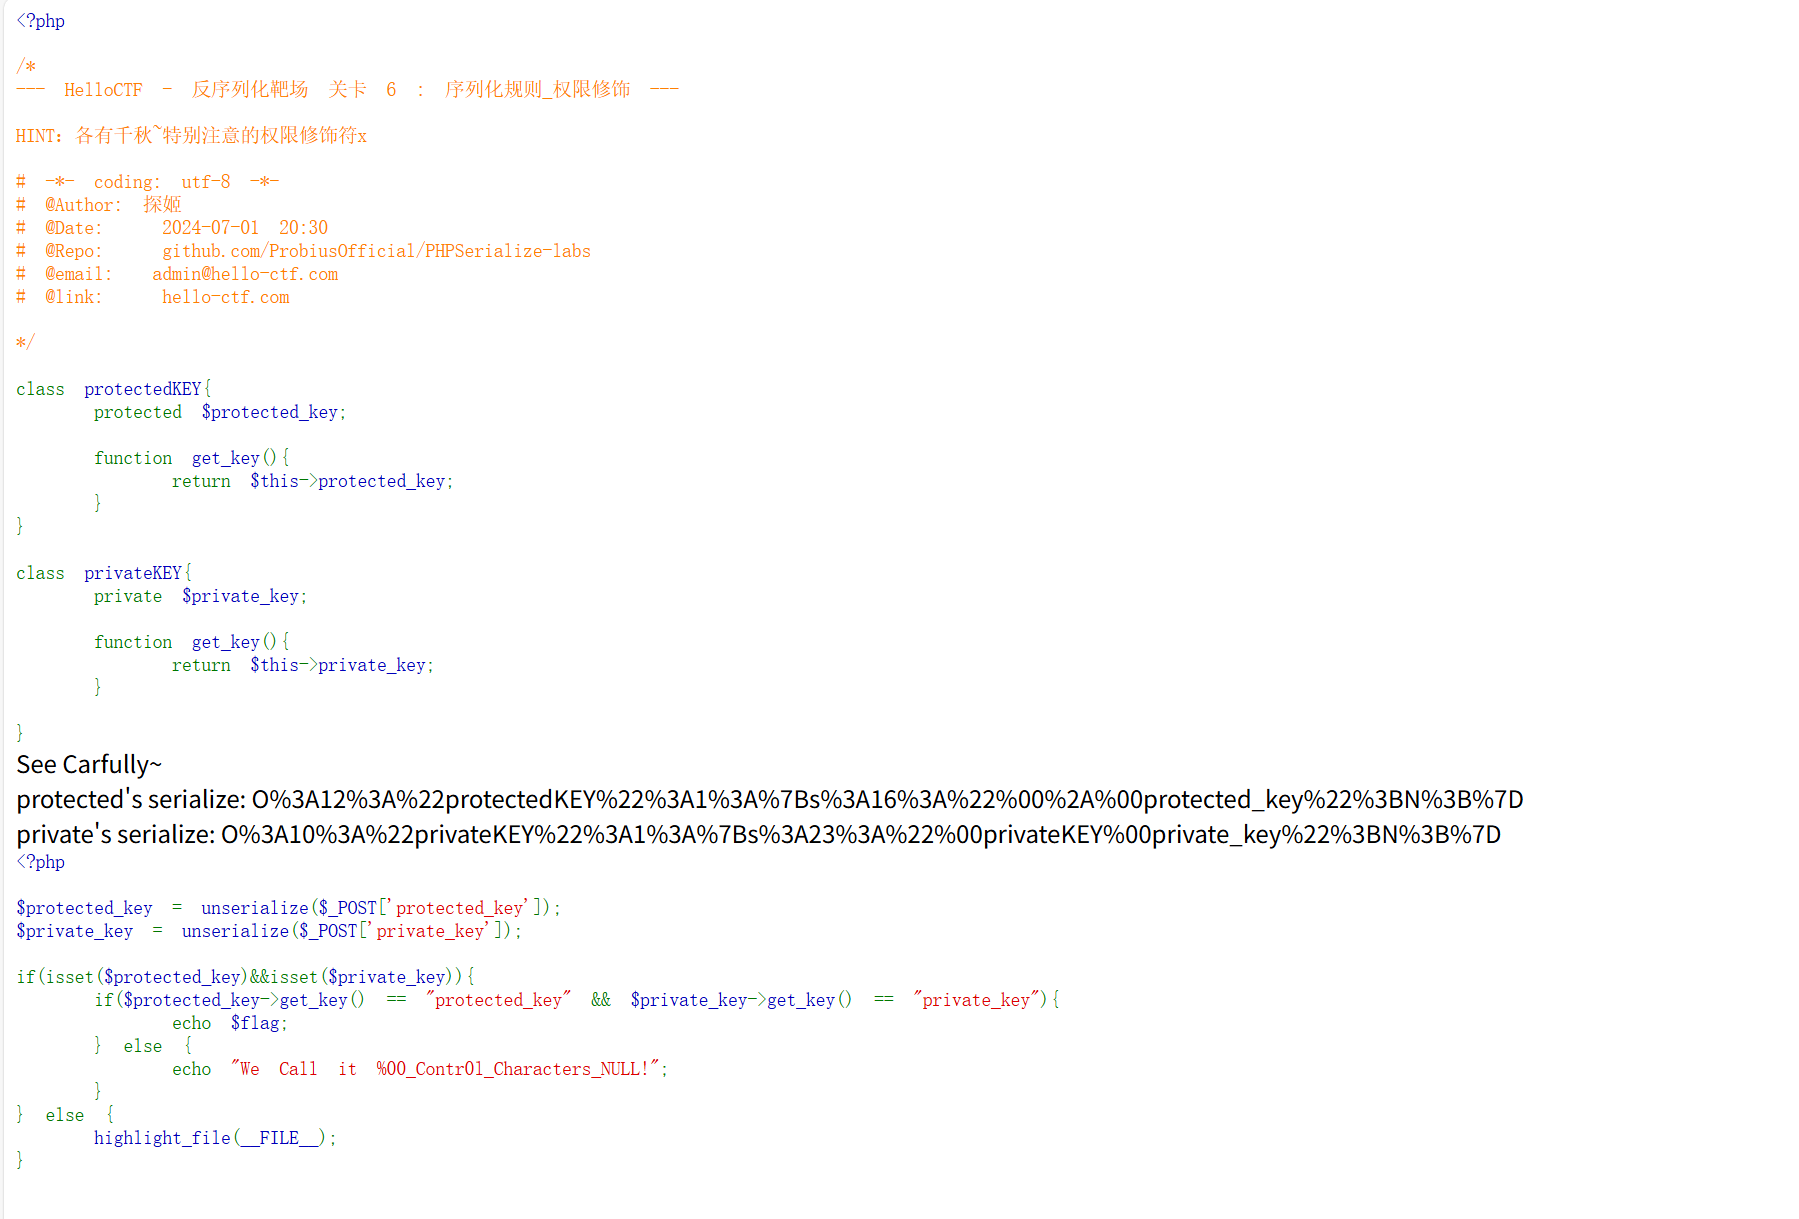 <?php
/*
--- HelloCTF - 反序列化靶场 关卡 6 : 序列化规则_权限修饰 ---
HINT：各有千秋~特别注意的权限修饰符x
# -*- coding: utf-8 -*-
# @Author: 探姬
# @Date: 2024-07-01 20:30
# @Repo: github.com/ProbiusOfficial/PHPSerialize-labs
# @email: admin@hello-ctf.com
# @link: hello-ctf.com
*/
class protectedKEY{
protected $protected_key;
function get_key(){
return $this->protected_key;
}
}
class privateKEY{
private $private_key;
function get_key(){
return $this->private_key;
}
}
See Carfully~
protected's serialize: O%3A12%3A%22protectedKEY%22%3A1%3A%7Bs%3A16%3A%22%00%2A%00protected_key%22%3BN%3B%7D
private's serialize: O%3A10%3A%22privateKEY%22%3A1%3A%7Bs%3A23%3A%22%00privateKEY%00private_key%22%3BN%3B%7D
<?php
$protected_key = unserialize($_POST['protected_key']);
$private_key = unserialize($_POST['private_key']);
if(isset($protected_key)&&isset($private_key)){
if($protected_key->get_key() == "protected_key" && $private_key->get_key() == "private_key"){
echo $flag;
} else {
echo "We Call it %00_Contr0l_Characters_NULL!";
}
} else {
highlight_file(__FILE__);
}